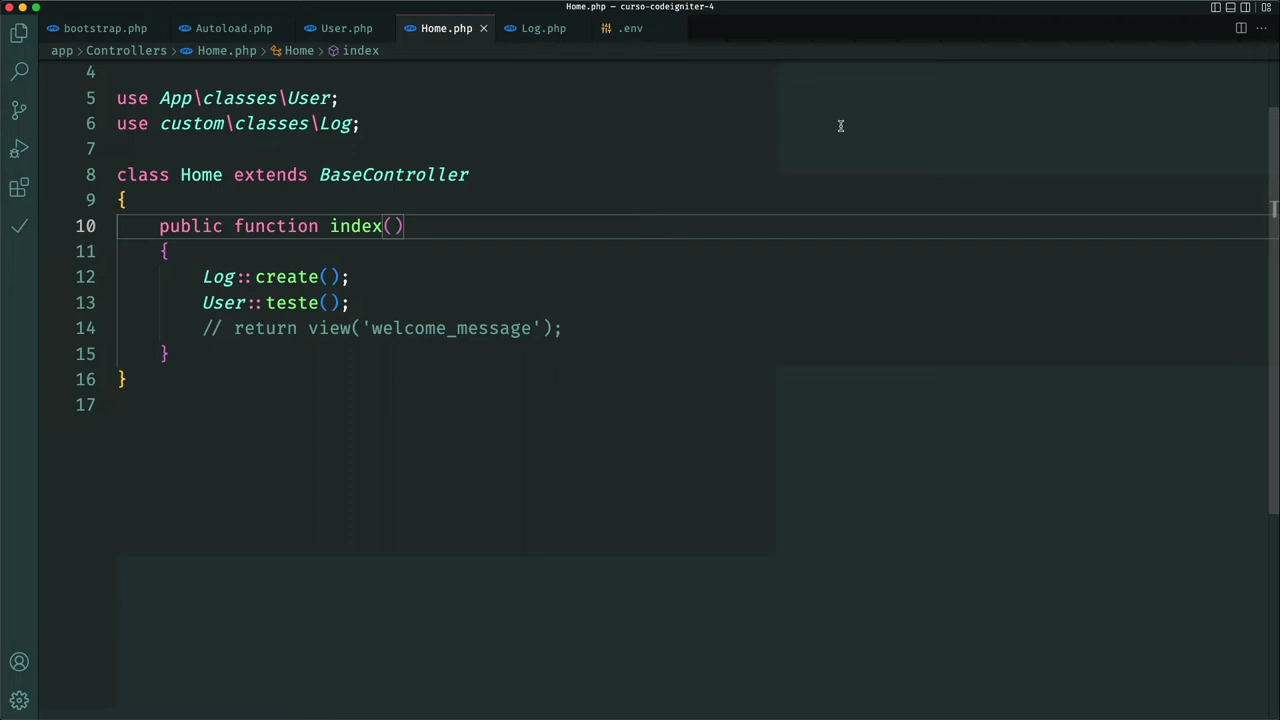 Home.php — curso-codeigniter-4
bootstrap.php Autoload.php User.php Home.php Log.php .env
app > Controllers > Home.php > Home > index
4
5 use App\classes\User;
6 use custom\classes\Log;
7
8 class Home extends BaseController
9 {
10 public function index()
11 {
12 Log::create();
13 User::teste();
14 // return view('welcome_message');
15 }
16 }
17